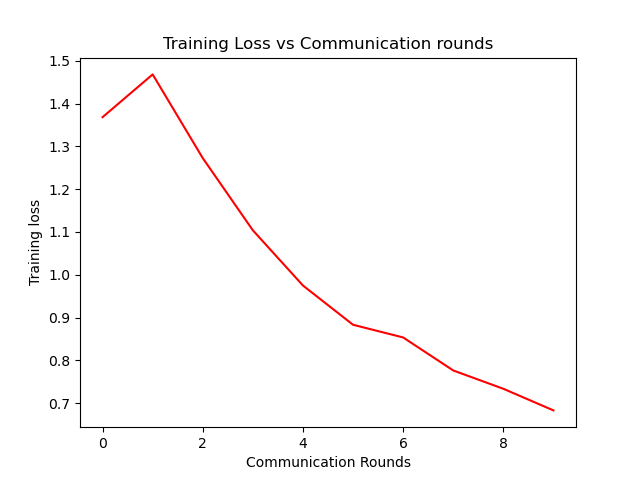 Training Loss vs Communication rounds
1.5
1.4
1.3
1.2
1.1
1.0
0.9
0.8
0.7
Training loss
0 2 4 6 8
Communication Rounds